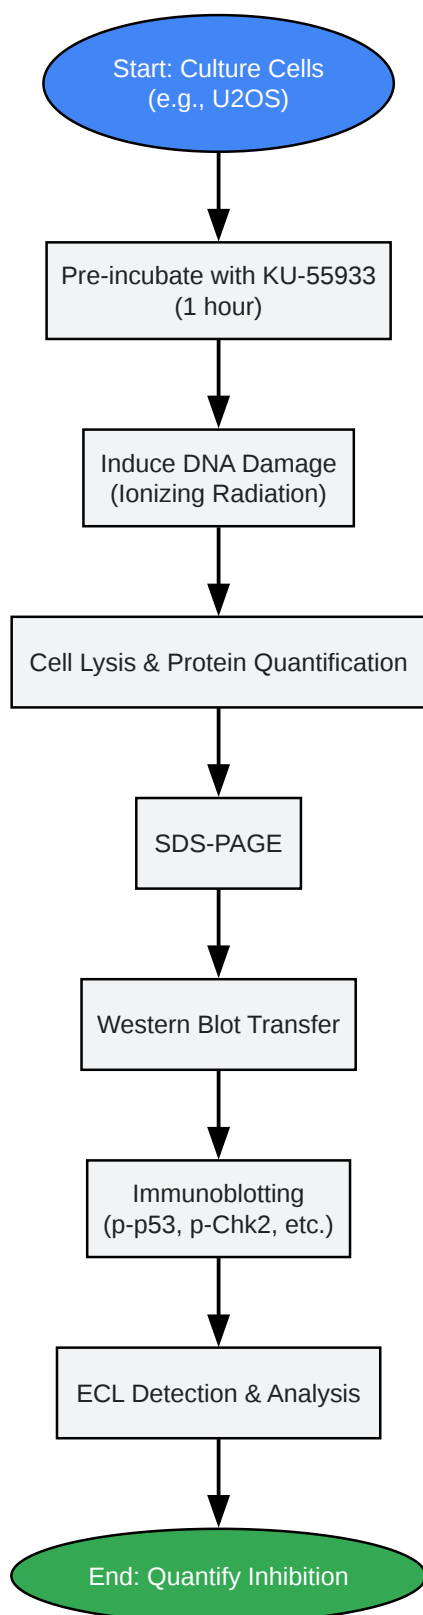 Start: Culture Cells
(e.g., U2OS)
Pre-incubate with KU-55933
(1 hour)
Induce DNA Damage
(Ionizing Radiation)
Cell Lysis & Protein Quantification
SDS-PAGE
Western Blot Transfer
Immunoblotting
(p-p53, p-Chk2, etc.)
ECL Detection & Analysis
End: Quantify Inhibition